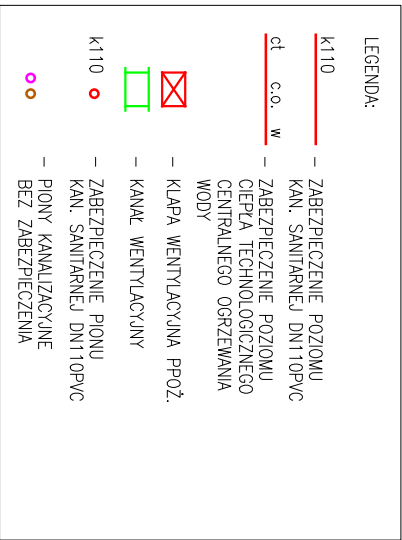 LEGENDA:
k110
– ZABEZPIECZENIE POZIOMU
KAN. SANITARNEJ DN110PVC
ct c.o. w
– ZABEZPIECZENIE POZIOMU
CIEPŁA TECHNOLOGICZNEGO
CENTRALNEGO OGRZEWANIA
WODY
– KLAPA WENTYLACYJNA PPOŻ.
– KANAŁ WENTYLACYJNY
k110
– ZABEZPIECZENIE PIONU
KAN. SANITARNEJ DN110PVC
– PIONY KANALIZACYJNE
BEZ ZABEZPIECZENIA